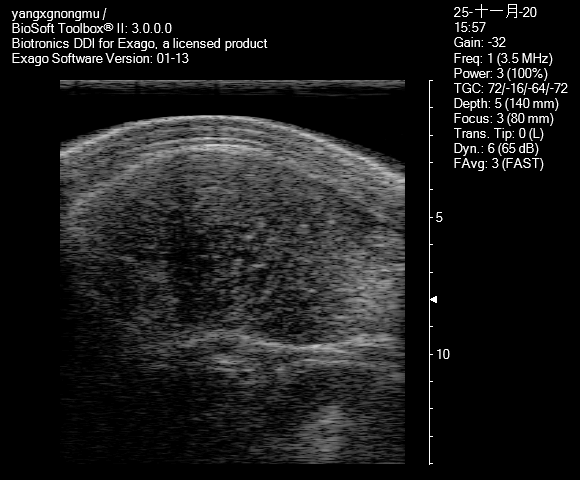 yangxgnongmu /
BioSoft Toolbox® II: 3.0.0.0
Biotronics DDI for Exago, a licensed product
Exago Software Version: 01-13
25-十一月-20
15:57
Gain: -32
Freq: 1 (3.5 MHz)
Power: 3 (100%)
TGC: 72/-16/-64/-72
Depth: 5 (140 mm)
Focus: 3 (80 mm)
Trans. Tip: 0 (L)
Dyn.: 6 (65 dB)
FAvg: 3 (FAST)
5
10